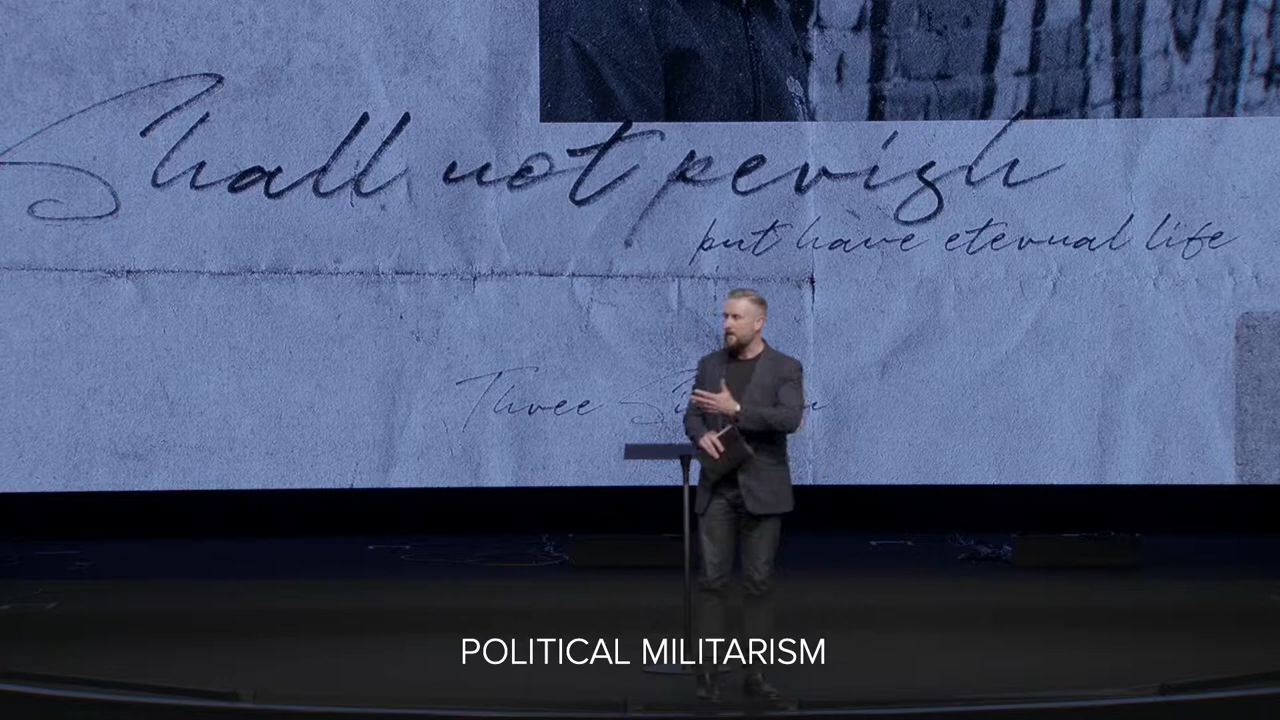 Shall not perish
but have eternal life
Three
POLITICAL MILITARISM